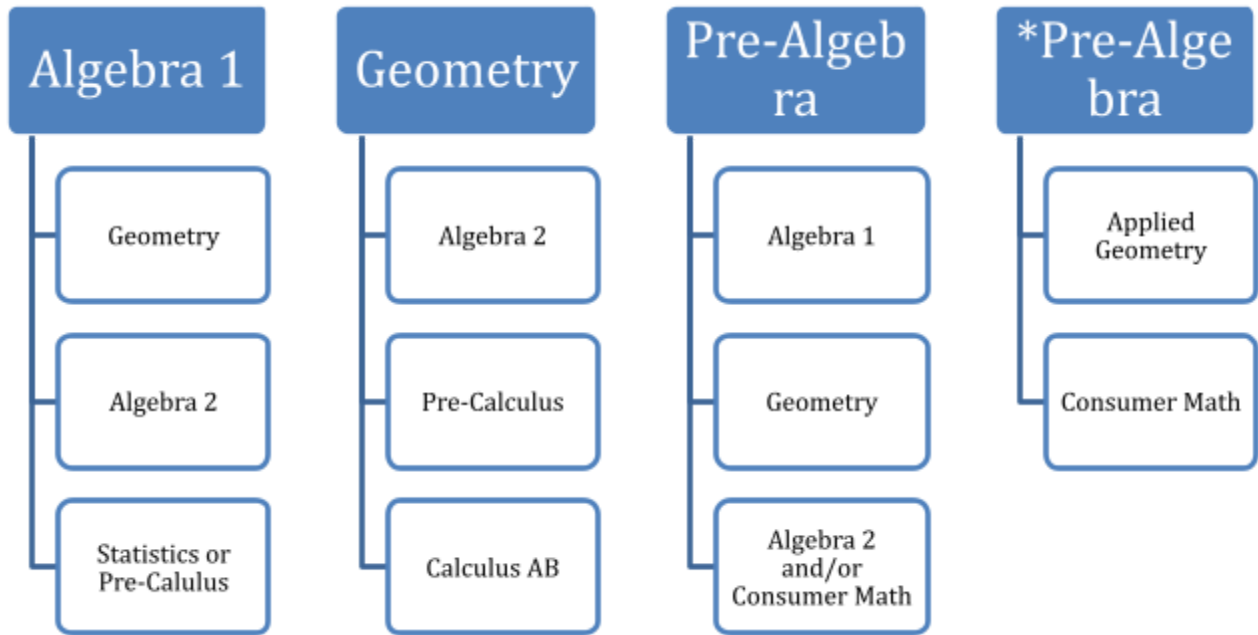 Algebra 1
Geometry
Algebra 2
Statistics or
Pre-Calulus
Geometry
Algebra 2
Pre-Calculus
Calculus AB
Pre-Algeb
ra
Algebra 1
Geometry
Algebra 2
and/or
Consumer Math
*Pre-Alge
bra
Applied
Geometry
Consumer Math